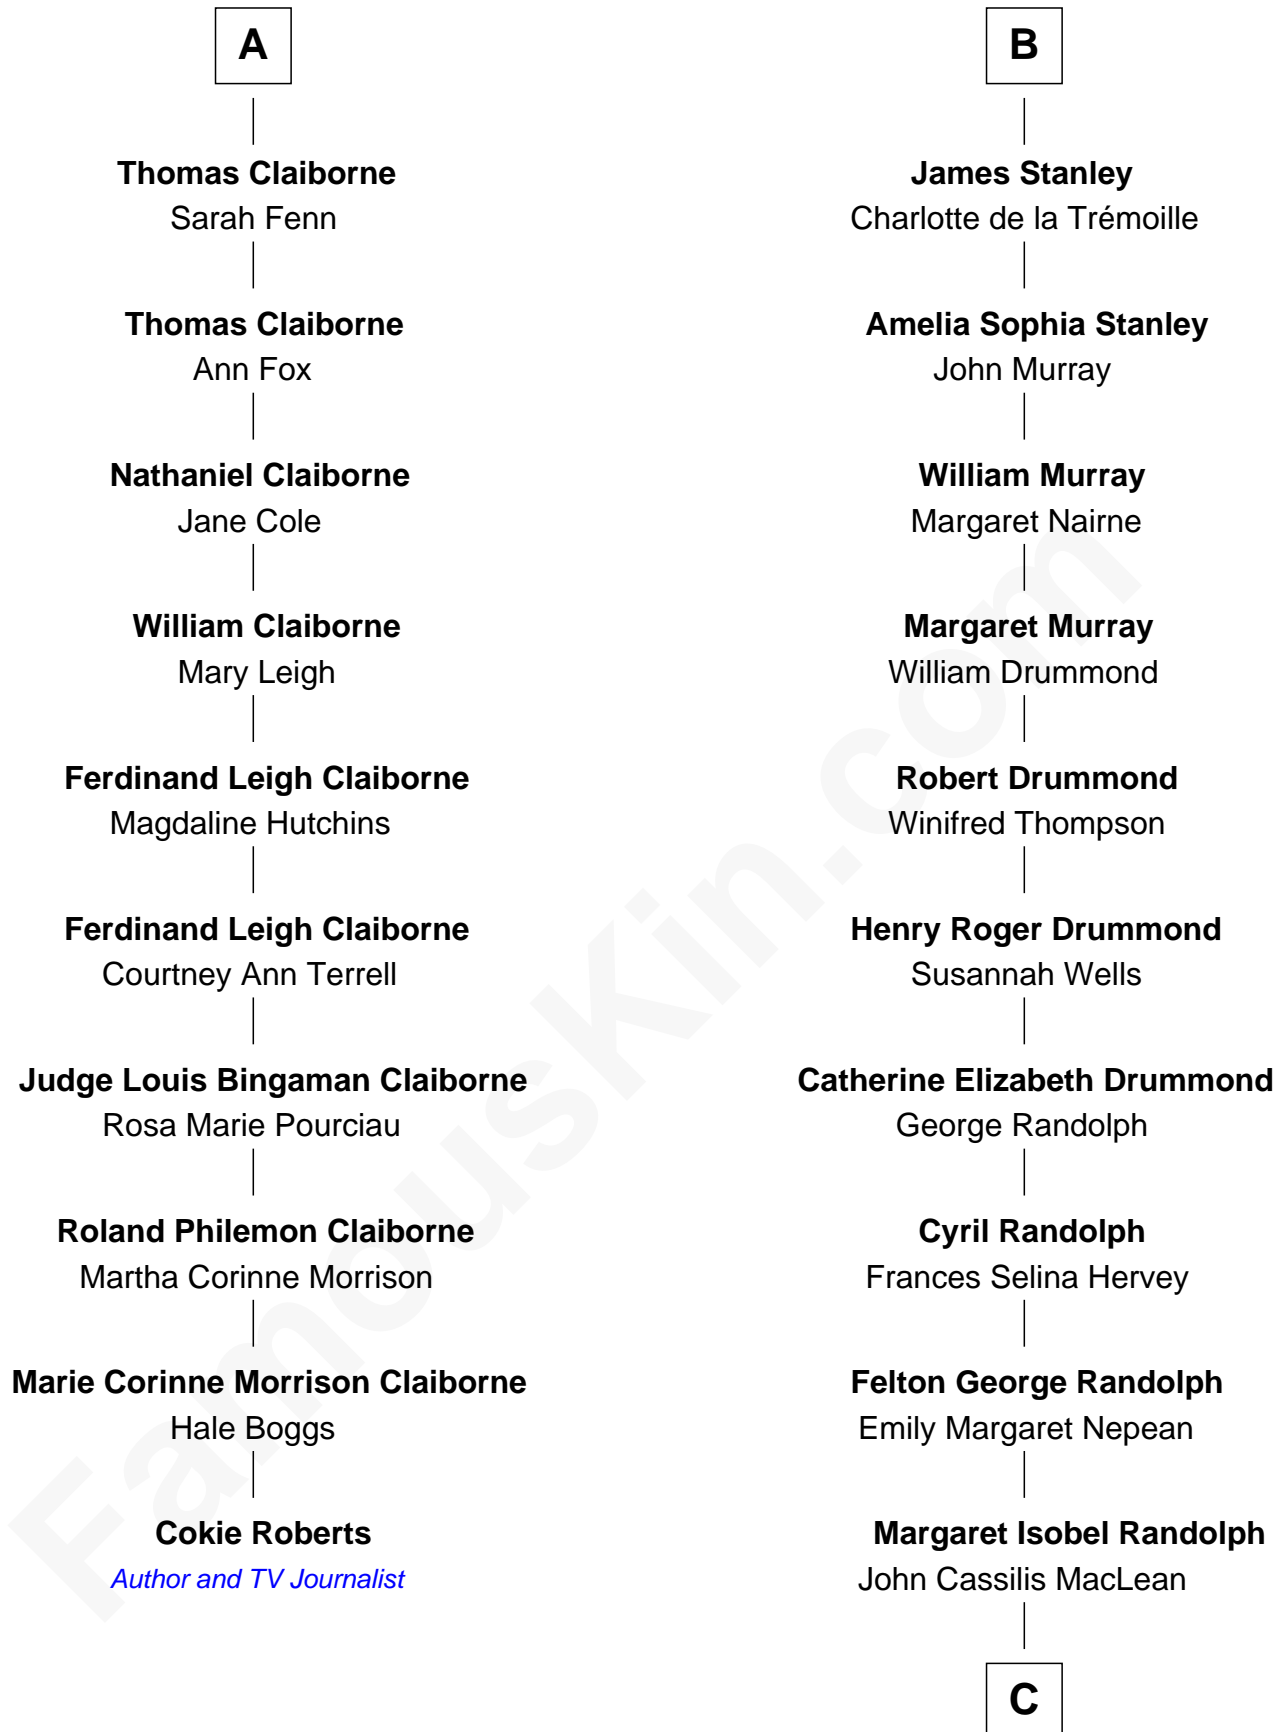 A
Thomas Claiborne
Sarah Fenn
Thomas Claiborne
Ann Fox
Nathaniel Claiborne
Jane Cole
William Claiborne
Mary Leigh
Ferdinand Leigh Claiborne
Magdaline Hutchins
Ferdinand Leigh Claiborne
Courtney Ann Terrell
Judge Louis Bingaman Claiborne
Rosa Marie Pourciau
Roland Philemon Claiborne
Martha Corinne Morrison
Marie Corinne Morrison Claiborne
Hale Boggs
Cokie Roberts
Author and TV Journalist
B
James Stanley
Charlotte de la Trémoille
Amelia Sophia Stanley
John Murray
William Murray
Margaret Nairne
Margaret Murray
William Drummond
Robert Drummond
Winifred Thompson
Henry Roger Drummond
Susannah Wells
Catherine Elizabeth Drummond
George Randolph
Cyril Randolph
Frances Selina Hervey
Felton George Randolph
Emily Margaret Nepean
Margaret Isobel Randolph
John Cassilis MacLean
C
FamousKin.com